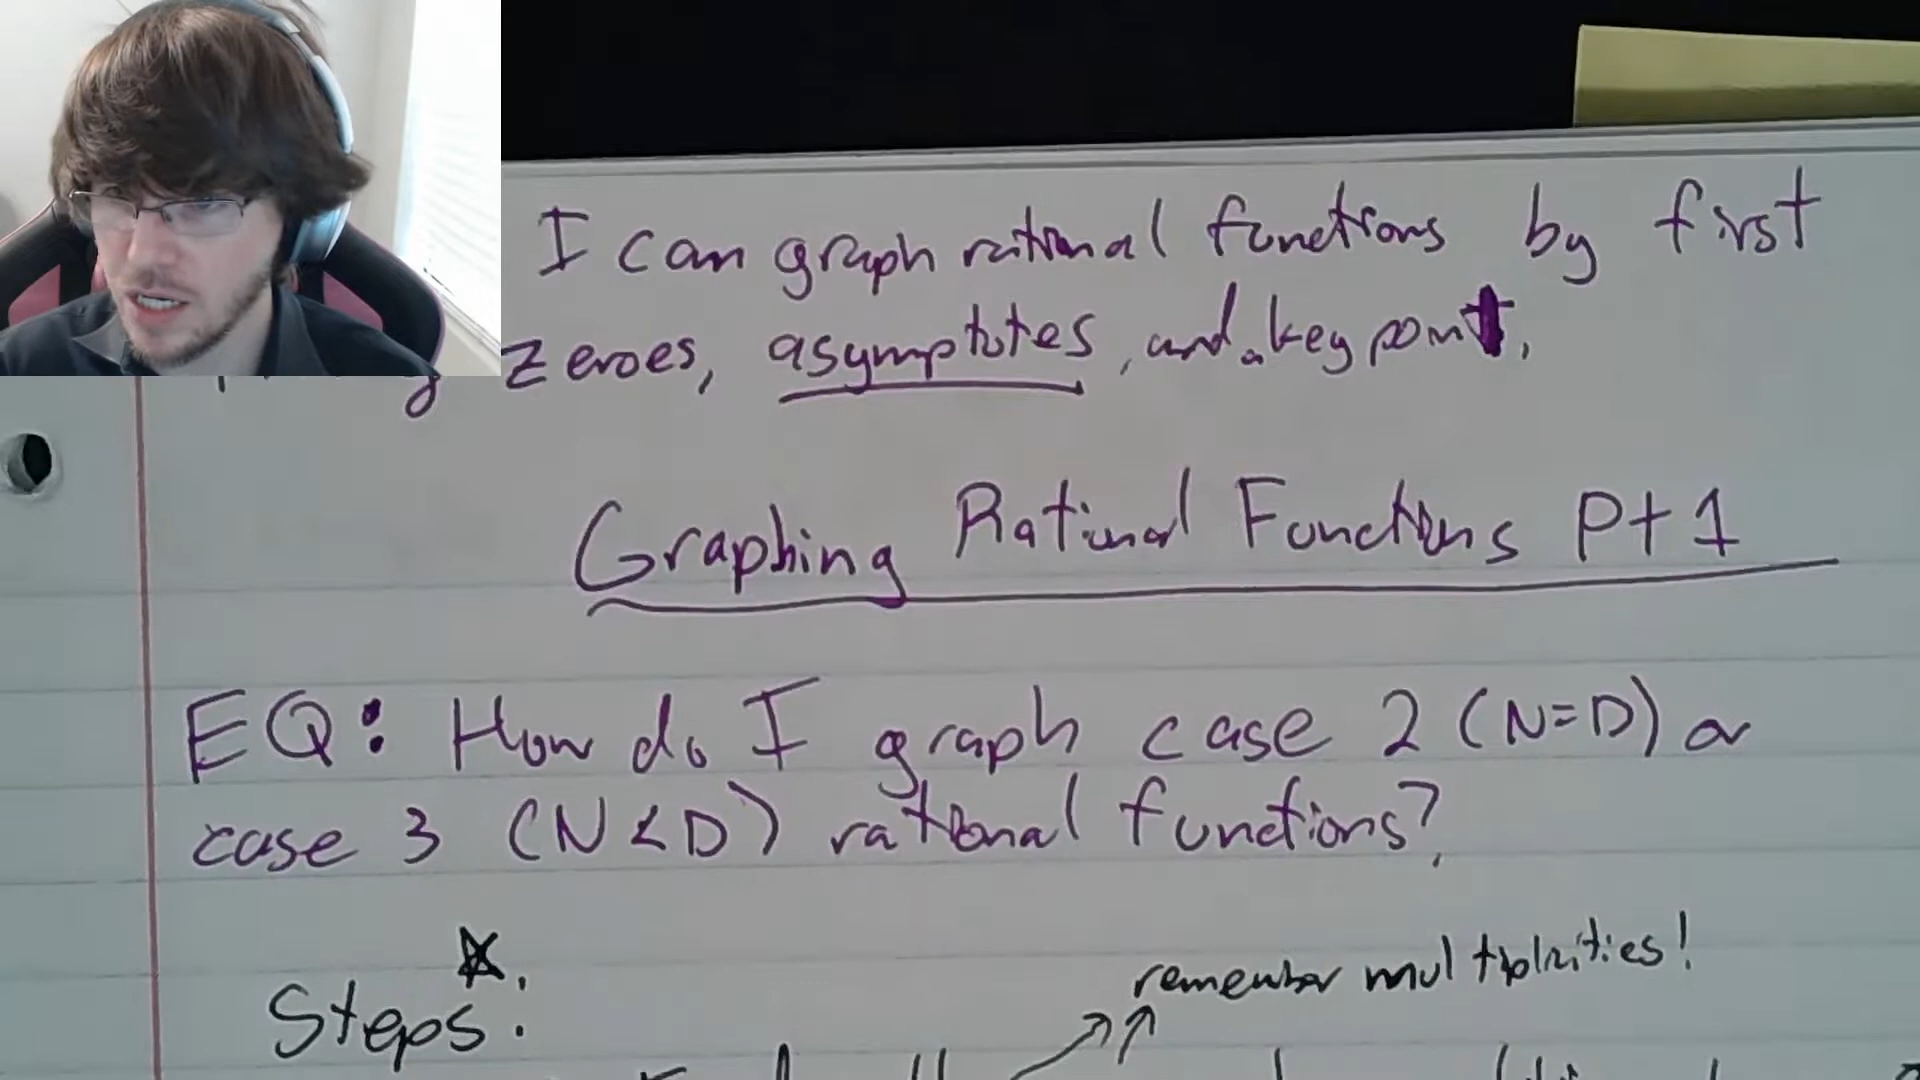 I can graph rational functions by first
zeroes, asymptotes, and a key point.
Graphing Rational Functions Pt 1
EQ: How do I graph case 2 (N=D) or
case 3 (N<D) rational functions?
remember multiplicities!
Steps: